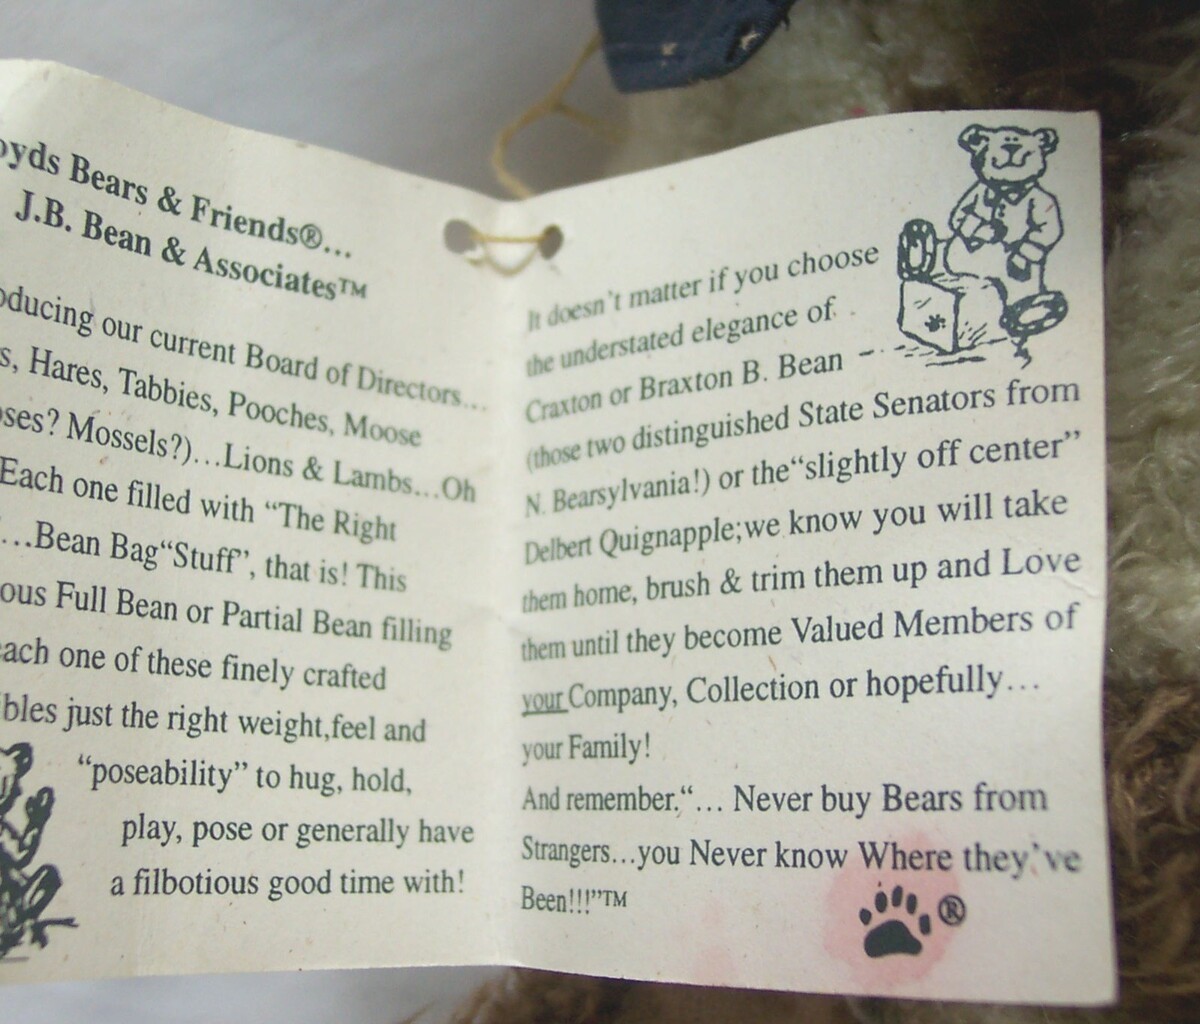 oyds Bears & Friends®...
J.B. Bean & Associates™
oducing our current Board of Directors...
s, Hares, Tabbies, Pooches, Moose
oses? Mossels?)...Lions & Lambs...Oh
Each one filled with “The Right
...Bean Bag“Stuff”, that is! This
ous Full Bean or Partial Bean filling
each one of these finely crafted
bles just the right weight,feel and
“poseability” to hug, hold,
play, pose or generally have
a filbotious good time with!
It doesn't matter if you choose
the understated elegance of
Craxton or Braxton B. Bean -
(those two distinguished State Senators from
N. Bearsylvania!) or the“slightly off center”
Delbert Quignapple;we know you will take
them home, brush & trim them up and Love
them until they become Valued Members of
your Company, Collection or hopefully...
your Family!
And remember.“... Never buy Bears from
Strangers...you Never know Where they've
Been!!!”™
®